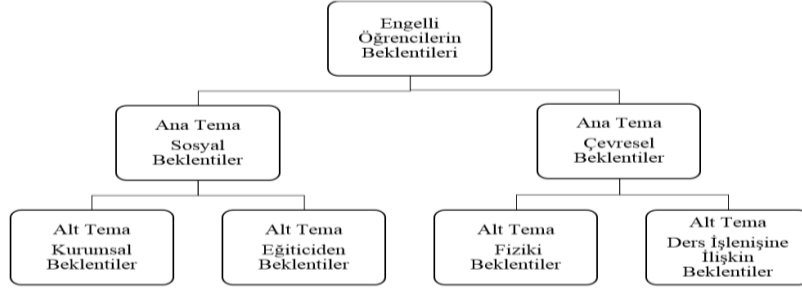 Engelli
Öğrencilerin
Beklentileri
Ana Tema
Sosyal
Beklentiler
Ana Tema
Çevresel
Beklentiler
Alt Tema
Kurumsal
Beklentiler
Alt Tema
Eğiticiden
Beklentiler
Alt Tema
Fiziki
Beklentiler
Alt Tema
Ders İşlenişine
İlişkin
Beklentiler